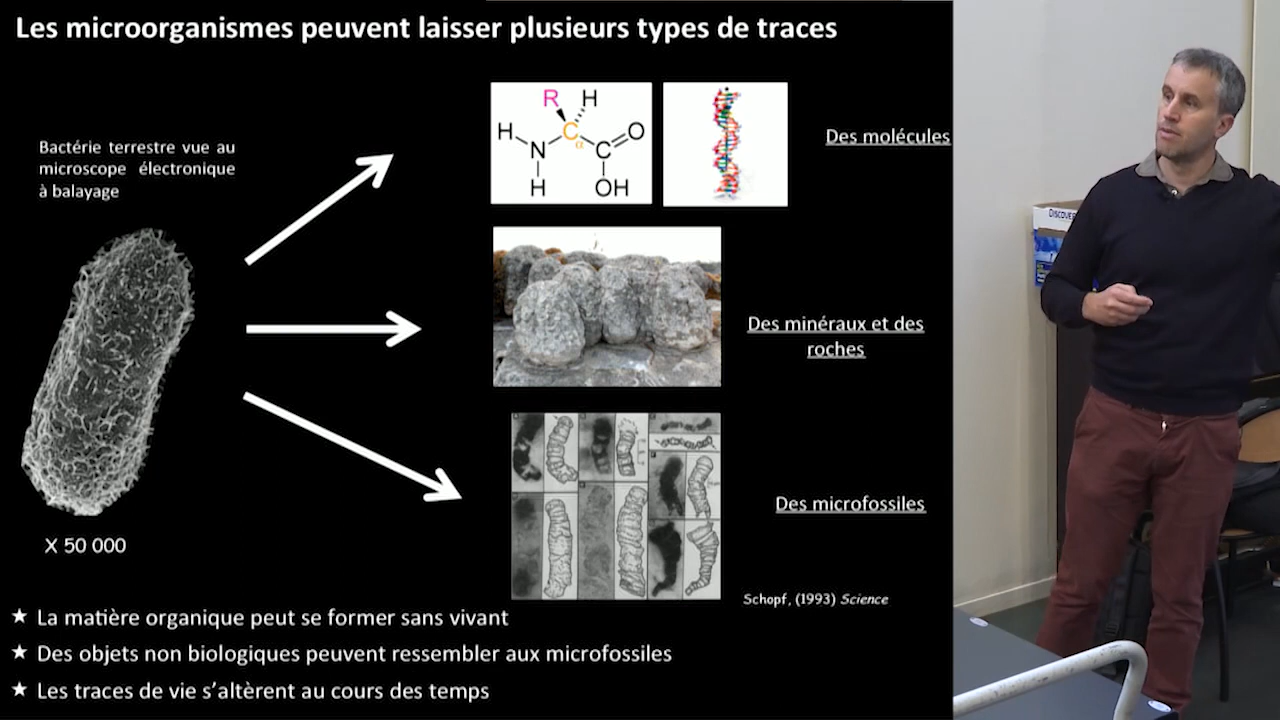 Les microorganismes peuvent laisser plusieurs types de traces
Bactérie terrestre vue au
microscope électronique
à balayage
R H
H C O
α
N C
H OH
Des molécules
DISCOVER
Des minéraux et des
roches
Des microfossiles
X 50 000
Schopf, (1993) Science
★ La matière organique peut se former sans vivant
★ Des objets non biologiques peuvent ressembler aux microfossiles
★ Les traces de vie s'altèrent au cours des temps